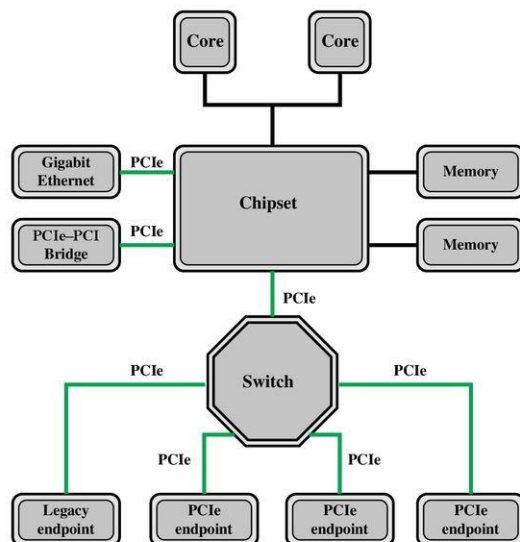 Core
Core
Gigabit
Ethernet
PCIe
Chipset
Memory
PCIe–PCI
Bridge
PCIe
Memory
PCIe
Switch
PCIe
PCIe
PCIe
PCIe
Legacy
endpoint
PCIe
endpoint
PCIe
endpoint
PCIe
endpoint